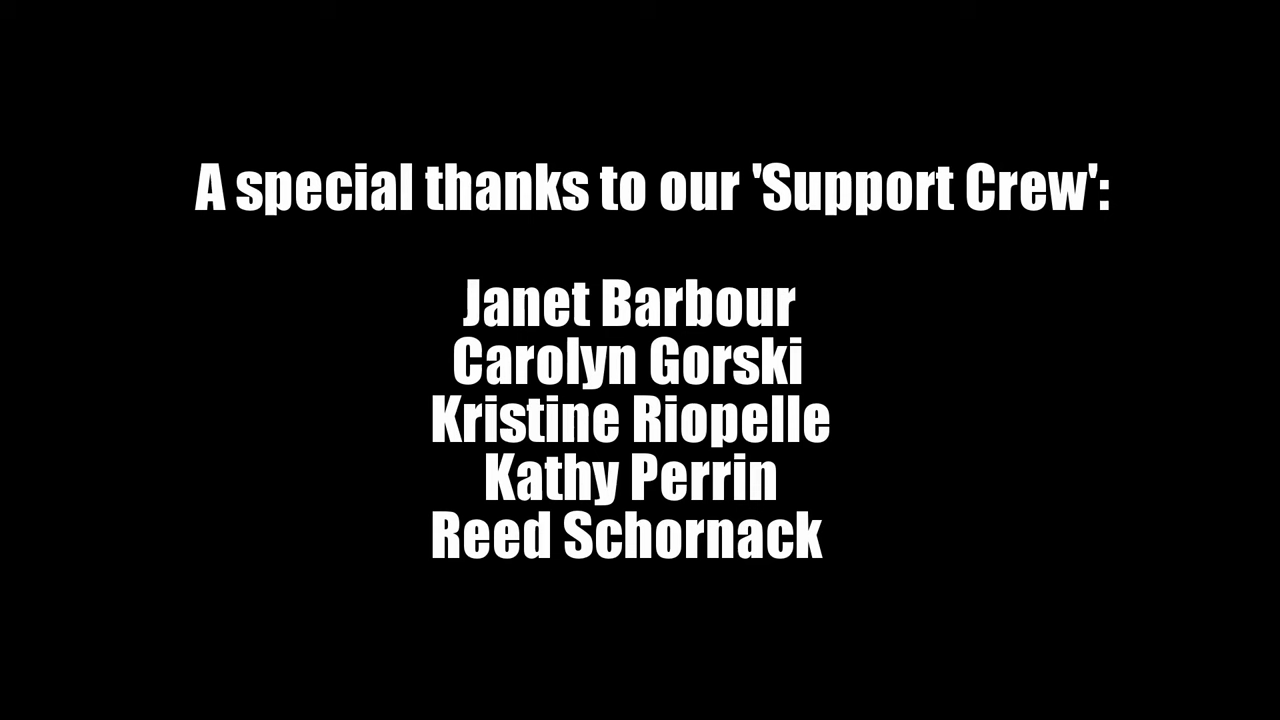 A special thanks to our 'Support Crew':
Janet Barbour
Carolyn Gorski
Kristine Riopelle
Kathy Perrin
Reed Schornack